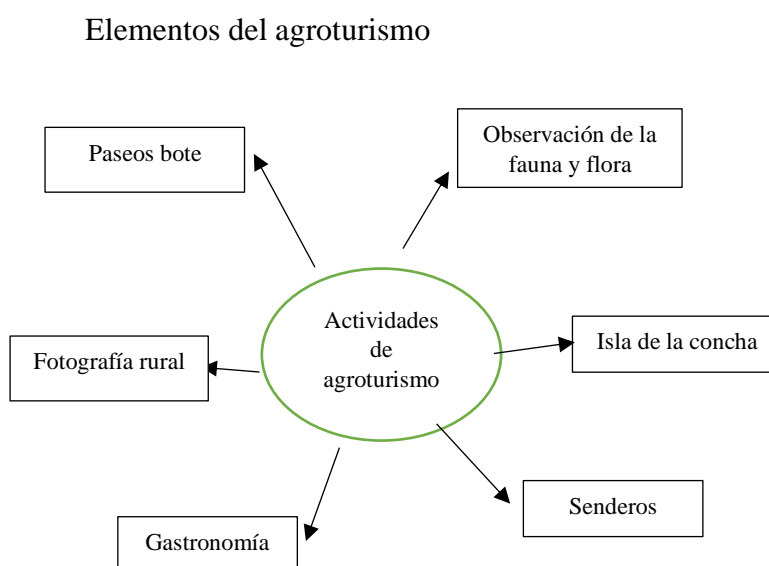 Elementos del agroturismo
Paseos bote
Observación de la
fauna y flora
Actividades
de
agroturismo
Isla de la concha
Fotografía rural
Senderos
Gastronomía